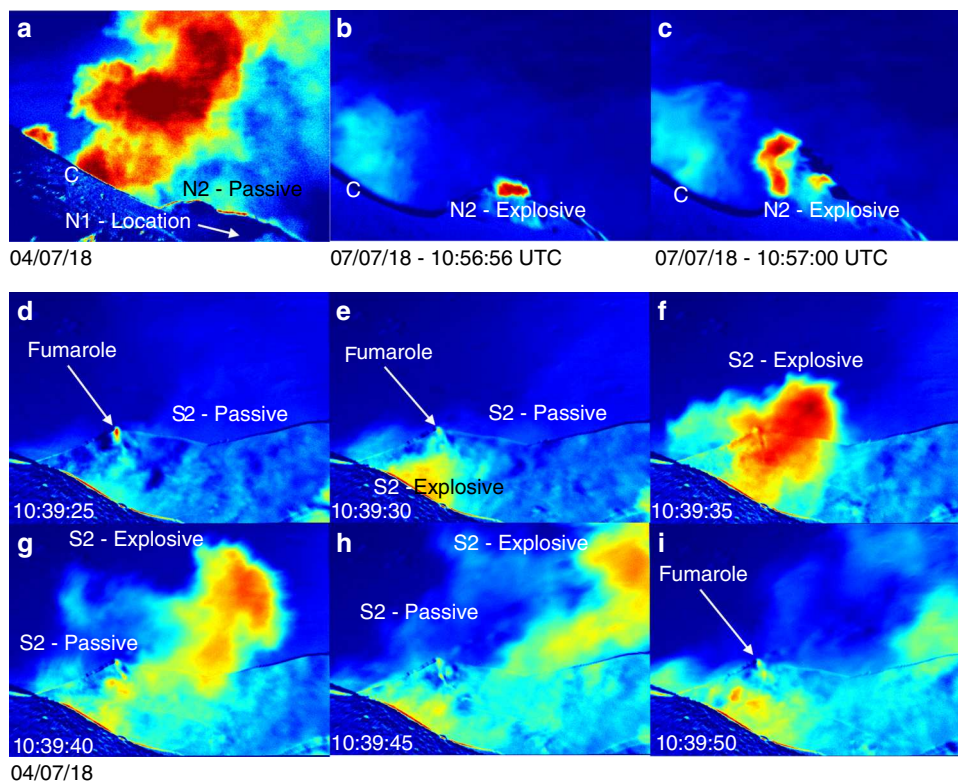 a
C
N2 - Passive
N1 - Location
04/07/18
b
C
N2 - Explosive
07/07/18 - 10:56:56 UTC
c
C
N2 - Explosive
07/07/18 - 10:57:00 UTC
d
Fumarole
S2 - Passive
10:39:25
e
Fumarole
S2 - Passive
S2 -Explosive
10:39:30
f
S2 - Explosive
10:39:35
g
S2 - Explosive
S2 - Passive
10:39:40
h
S2 - Explosive
S2 - Passive
10:39:45
i
Fumarole
10:39:50
04/07/18